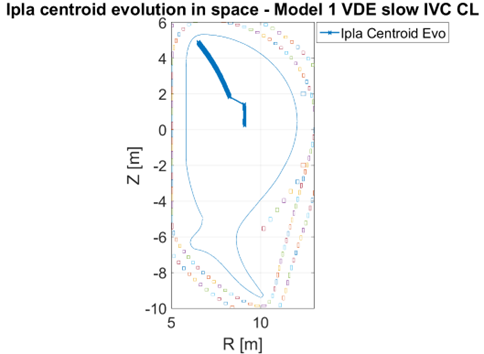 Ipla centroid evolution in space - Model 1 VDE slow IVC CL
Ipla Centroid Evo
6
4
2
0
-2
-4
-6
-8
-10
Z [m]
5
10
R [m]